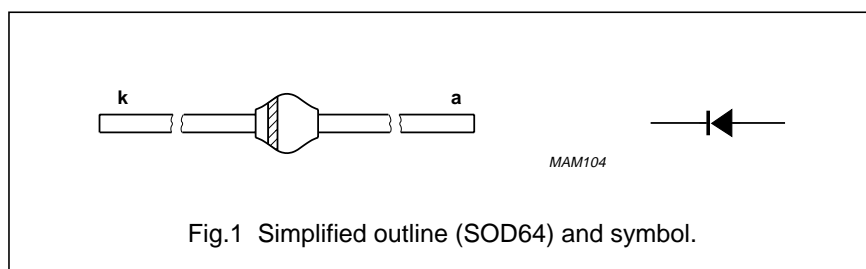 k
a
MAM104
Fig.1 Simplified outline (SOD64) and symbol.